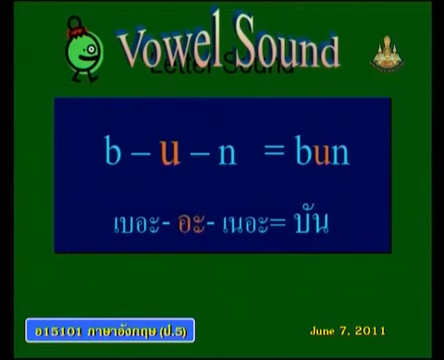 Vowel Sound
Letter Sound
b – u – n = bun
เบอะ- อะ- เนอะ= บัน
อ15101 ภาษาอังกฤษ (ป.5)
June 7, 2011